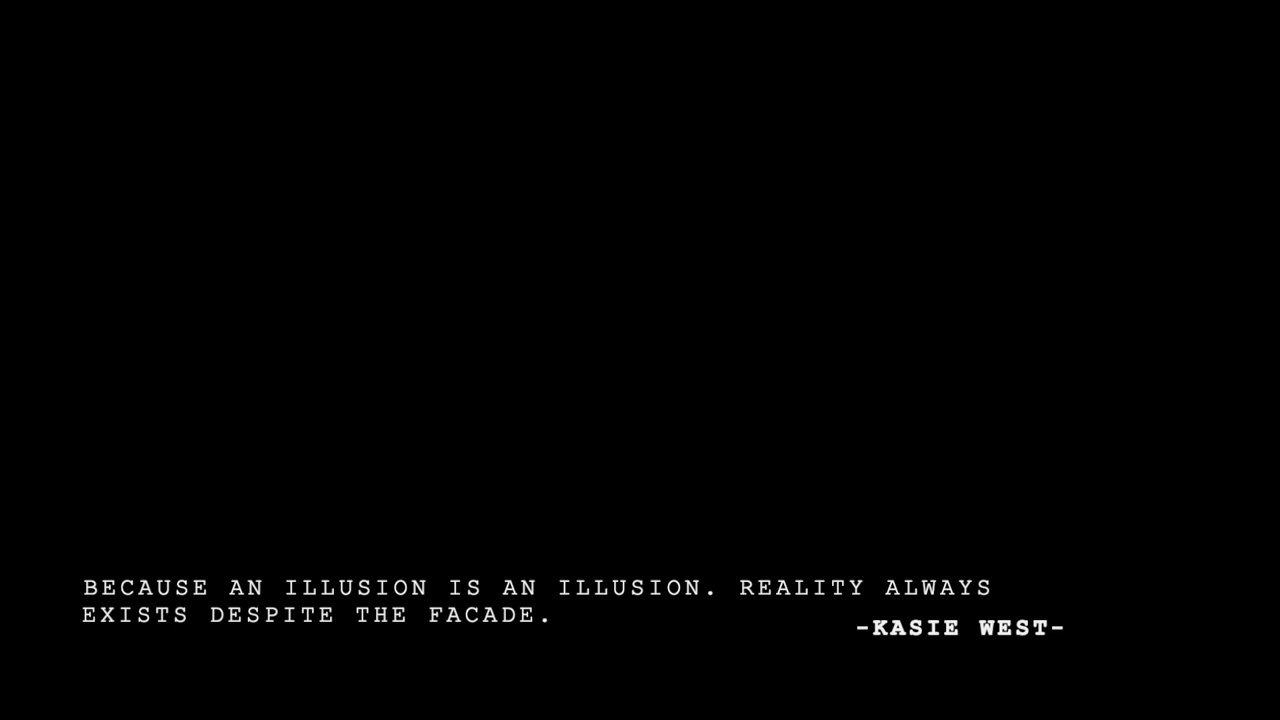 BECAUSE AN ILLUSION IS AN ILLUSION. REALITY ALWAYS
EXISTS DESPITE THE FACADE.
-KASIE WEST-